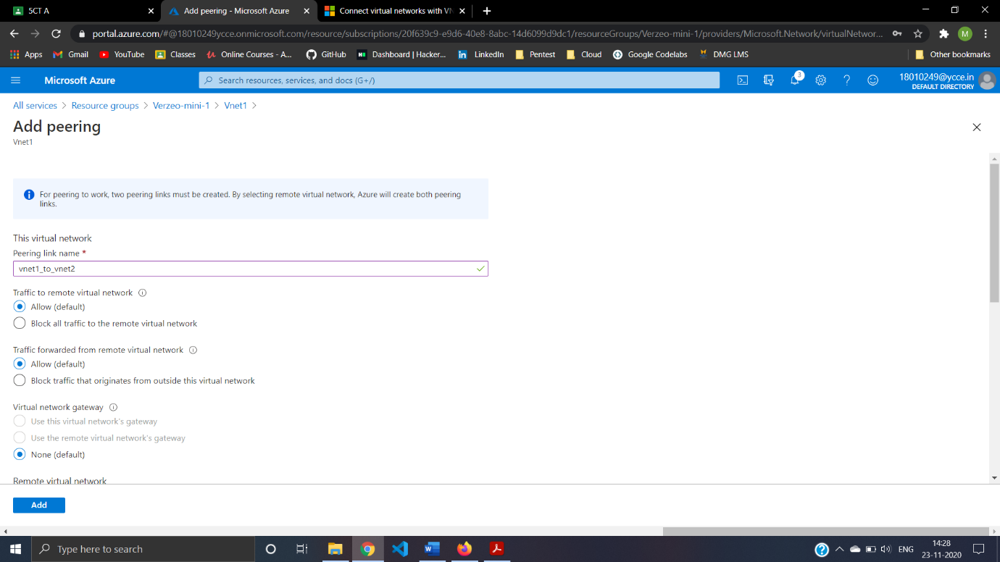 5CT A
Add peering - Microsoft Azure
Connect virtual networks with VN
portal.azure.com/#@18010249ycce.onmicrosoft.com/resource/subscriptions/20f639c9-e9d6-40e8-8abc-14d6099d9dc1/resourceGroups/Verzeo-mini-1/providers/Microsoft.Network/virtualNetwor...
M
Apps
Gmail
YouTube
Classes
Online Courses - A...
GitHub
Dashboard | Hacker...
LinkedIn
Pentest
Cloud
Google Codelabs
DMG LMS
Other bookmarks
Microsoft Azure
Search resources, services, and docs (G+/)
3
18010249@ycce.in
DEFAULT DIRECTORY
All services > Resource groups > Verzeo-mini-1 > Vnet1 >
Add peering
Vnet1
For peering to work, two peering links must be created. By selecting remote virtual network, Azure will create both peering
links.
This virtual network
Peering link name *
vnet1_to_vnet2
Traffic to remote virtual network
Allow (default)
Block all traffic to the remote virtual network
Traffic forwarded from remote virtual network
Allow (default)
Block traffic that originates from outside this virtual network
Virtual network gateway
Use this virtual network's gateway
Use the remote virtual network's gateway
None (default)
Remote virtual network
Add
Type here to search
ENG
14:28
23-11-2020